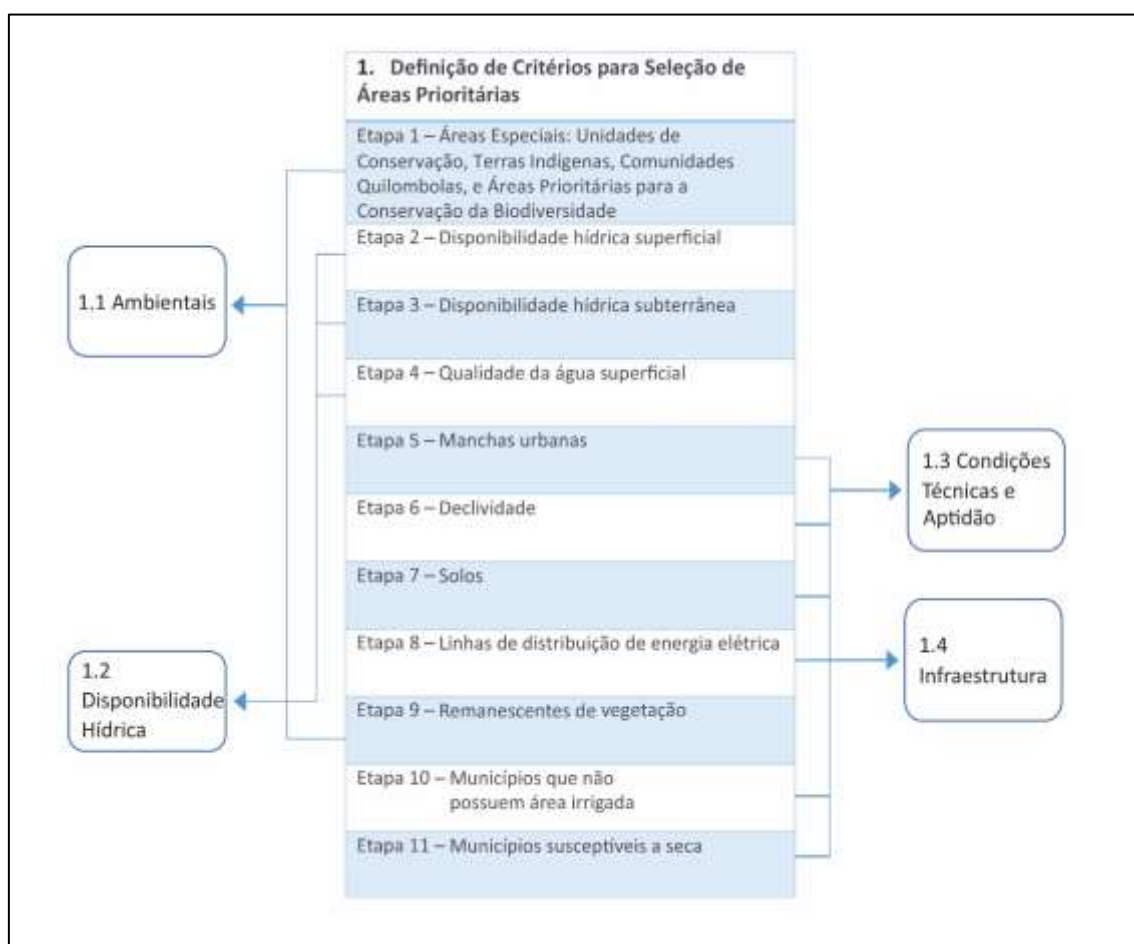 1. Definição de Critérios para Seleção de
Áreas Prioritárias
Etapa 1 – Áreas Especiais: Unidades de
Conservação, Terras Indígenas, Comunidades
Quilombolas, e Áreas Prioritárias para a
Conservação da Biodiversidade
Etapa 2 – Disponibilidade hídrica superficial
Etapa 3 – Disponibilidade hídrica subterrânea
Etapa 4 – Qualidade da água superficial
Etapa 5 – Manchas urbanas
Etapa 6 – Declividade
Etapa 7 – Solos
Etapa 8 – Linhas de distribuição de energia elétrica
Etapa 9 – Remanescentes de vegetação
Etapa 10 – Municípios que não
possuem área irrigada
Etapa 11 – Municípios susceptíveis a seca
1.1 Ambientais
1.2
Disponibilidade
Hídrica
1.3 Condições
Técnicas e
Aptidão
1.4
Infraestrutura